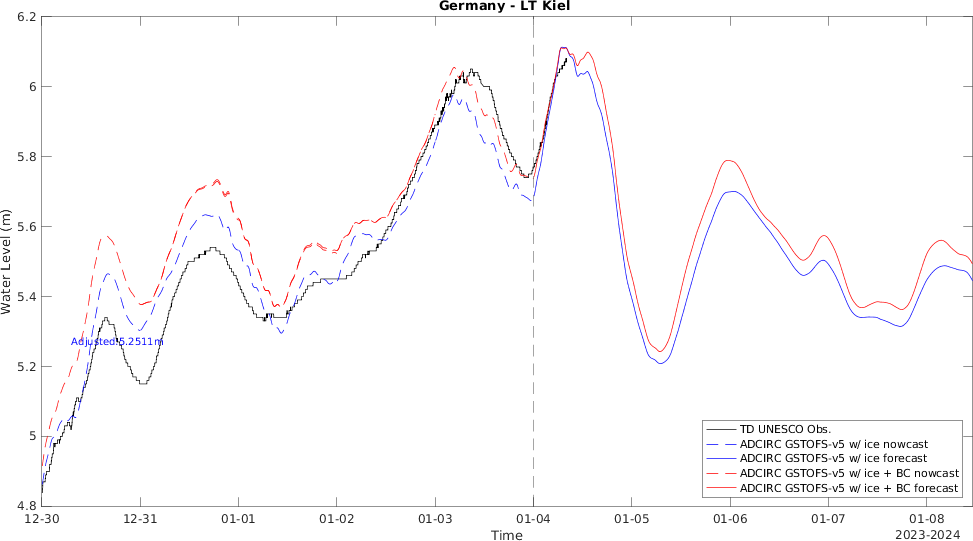 Germany - LT Kiel
6.2
6
5.8
5.6
5.4
5.2
5
4.8
Water Level (m)
Adjusted:5.2511m
TD UNESCO Obs.
ADCIRC GSTOFS-v5 w/ ice nowcast
ADCIRC GSTOFS-v5 w/ ice forecast
ADCIRC GSTOFS-v5 w/ ice + BC nowcast
ADCIRC GSTOFS-v5 w/ ice + BC forecast
12-30 12-31 01-01 01-02 01-03 01-04 01-05 01-06 01-07 01-08
Time
2023-2024